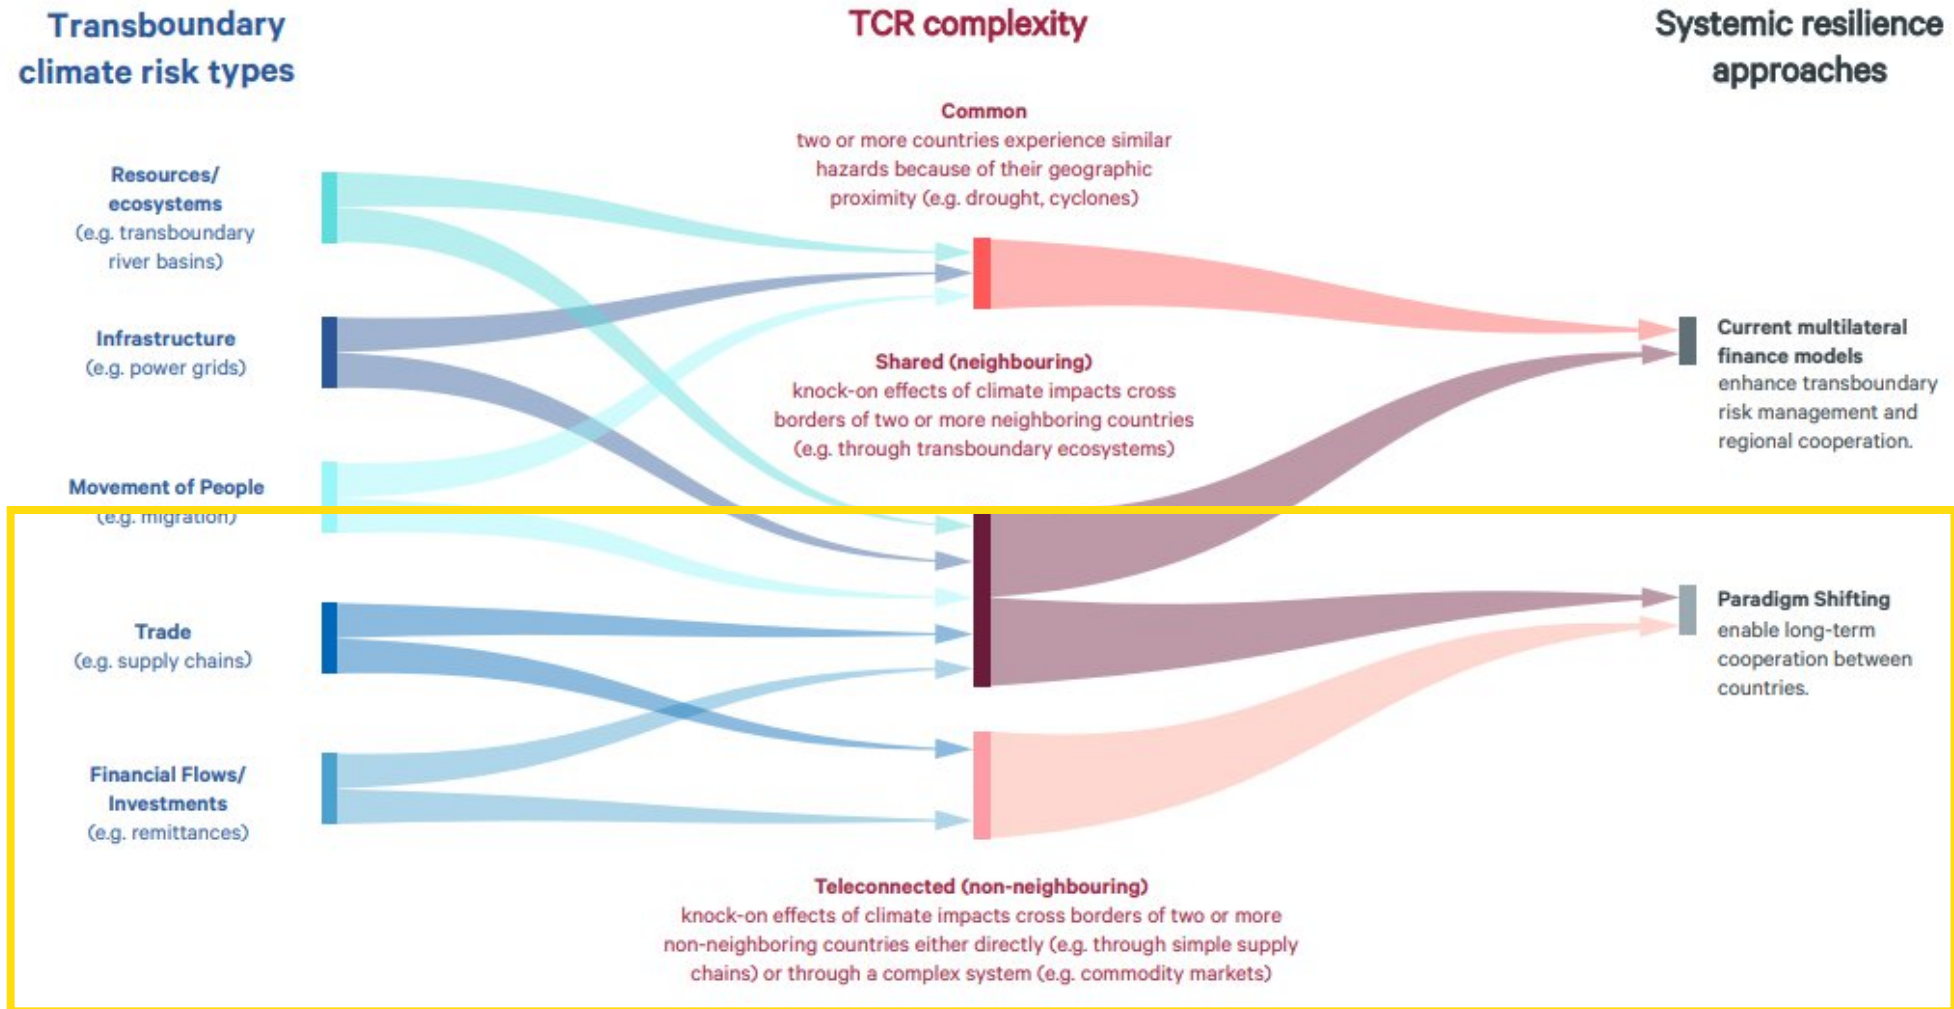 Transboundary
climate risk types
TCR complexity
Systemic resilience
approaches
Resources/
ecosystems
(e.g. transboundary
river basins)
Infrastructure
(e.g. power grids)
Movement of People
(e.g. migration)
Trade
(e.g. supply chains)
Financial Flows/
Investments
(e.g. remittances)
Common
two or more countries experience similar
hazards because of their geographic
proximity (e.g. drought, cyclones)
Shared (neighbouring)
knock-on effects of climate impacts cross
borders of two or more neighboring countries
(e.g. through transboundary ecosystems)
Teleconnected (non-neighbouring)
knock-on effects of climate impacts cross borders of two or more
non-neighboring countries either directly (e.g. through simple supply
chains) or through a complex system (e.g. commodity markets)
Current multilateral
finance models
enhance transboundary
risk management and
regional cooperation.
Paradigm Shifting
enable long-term
cooperation between
countries.